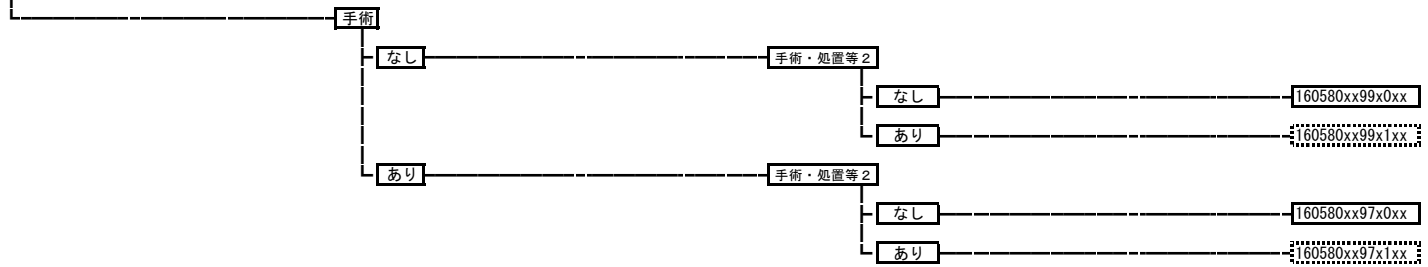 手術
なし 手術・処置等2
なし 160580xx99x0xx
あり 160580xx99x1xx
あり 手術・処置等2
なし 160580xx97x0xx
あり 160580xx97x1xx